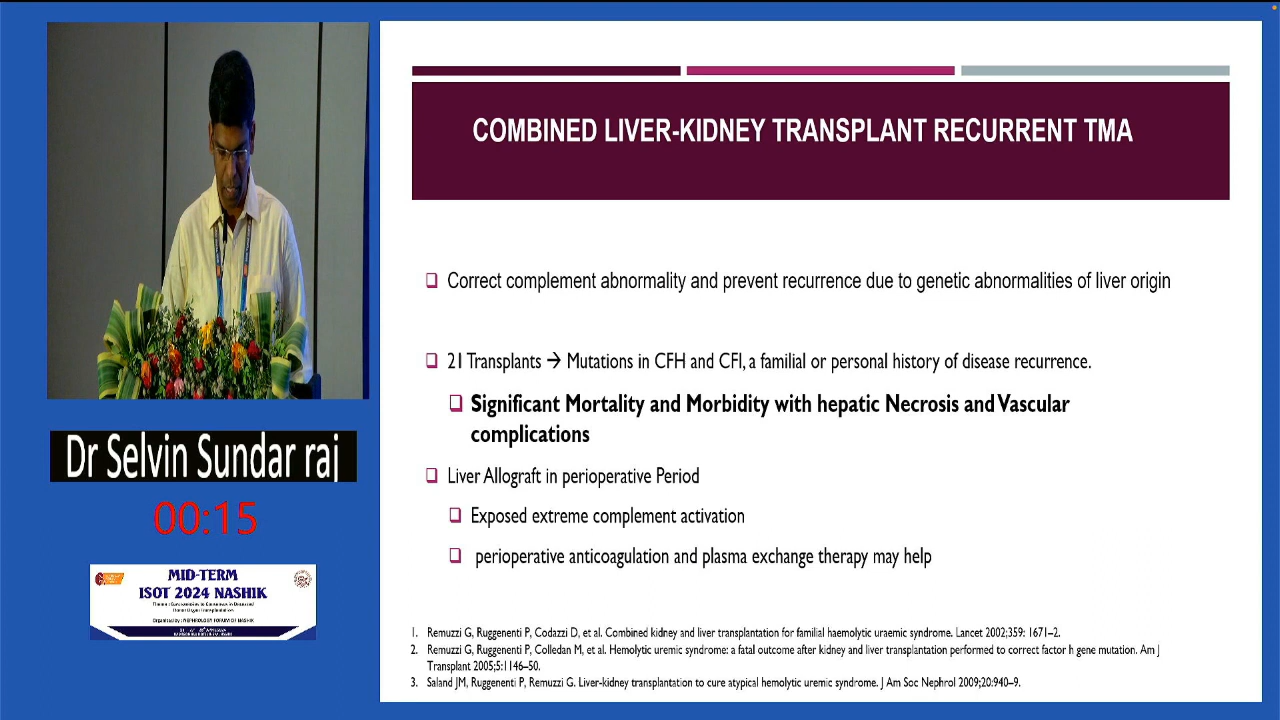 COMBINED LIVER-KIDNEY TRANSPLANT RECURRENT TMA
Correct complement abnormality and prevent recurrence due to genetic abnormalities of liver origin
21 Transplants → Mutations in CFH and CFI, a familial or personal history of disease recurrence.
Significant Mortality and Morbidity with hepatic Necrosis and Vascular
complications
Liver Allograft in perioperative Period
Exposed extreme complement activation
perioperative anticoagulation and plasma exchange therapy may help
1. Remuzzi G, Ruggenenti P, Codazzi D, et al. Combined kidney and liver transplantation for familial haemolytic uraemic syndrome. Lancet 2002;359: 1671–2.
2. Remuzzi G, Ruggenenti P, Colledan M, et al. Hemolytic uremic syndrome: a fatal outcome after kidney and liver transplantation performed to correct factor h gene mutation. Am J
Transplant 2005;5:1146–50.
3. Saland JM, Ruggenenti P, Remuzzi G. Liver-kidney transplantation to cure atypical hemolytic uremic syndrome. J Am Soc Nephrol 2009;20:940–9.
Dr Selvin Sundar raj
00:15
MID-TERM
ISOT 2024 NASHIK